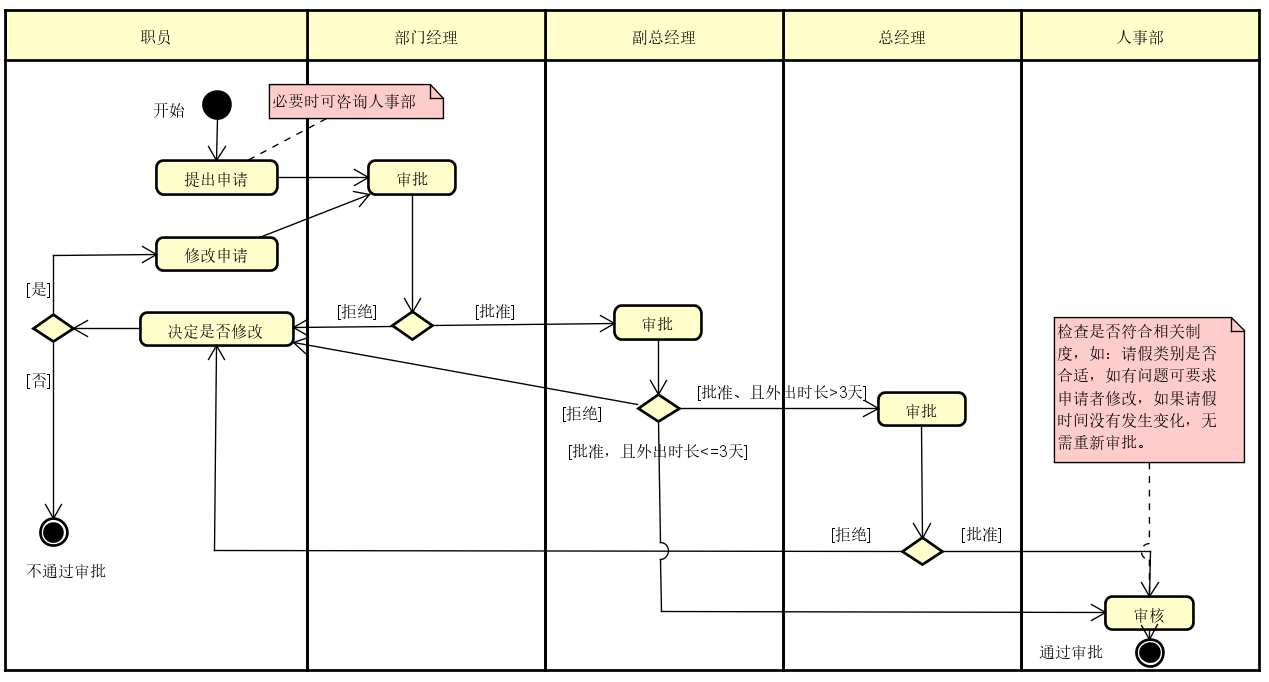 职员
部门经理
副总经理
总经理
人事部
开始
必要时可咨询人事部
提出申请
审批
修改申请
[是]
[拒绝]
[批准]
审批
决定是否修改
检查是否符合相关制
度，如：请假类别是否
合适，如有问题可要求
申请者修改，如果请假
时间没有发生变化，无
需重新审批。
[否]
[批准、且外出时长>3天]
审批
[拒绝]
[批准，且外出时长<=3天]
[拒绝]
[批准]
不通过审批
审核
通过审批